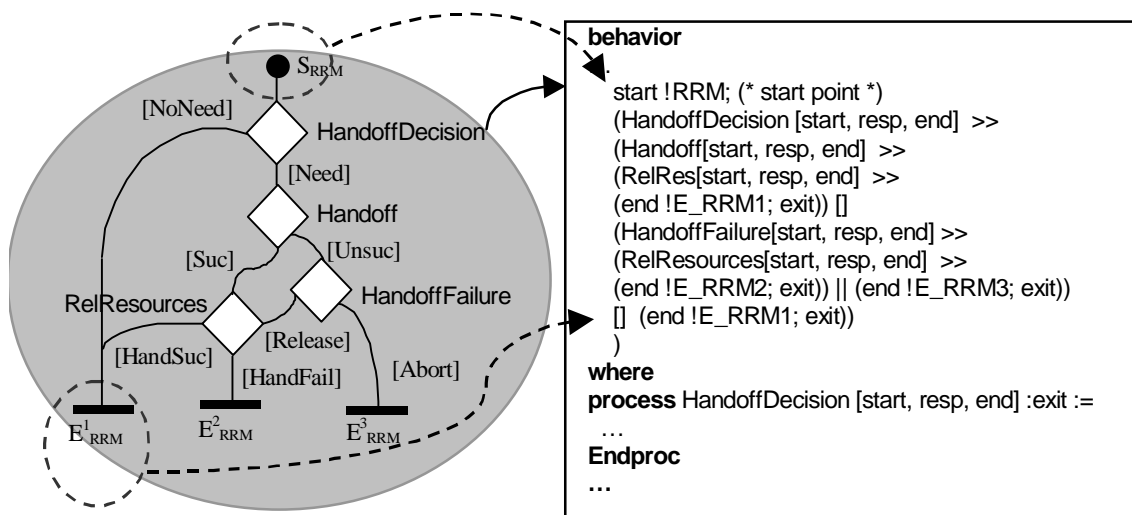 S_RRM
[NoNeed]
HandoffDecision
[Need]
Handoff
[Suc]
[Unsuc]
RelResources
HandoffFailure
[HandSuc]
[Release]
[HandFail]
[Abort]
E^1_RRM
E^2_RRM
E^3_RRM
behavior
.
start !RRM; (* start point *)
(HandoffDecision [start, resp, end] >>
(Handoff[start, resp, end] >>
(RelRes[start, resp, end] >>
(end !E_RRM1; exit)) []
(HandoffFailure[start, resp, end] >>
(RelResources[start, resp, end] >>
(end !E_RRM2; exit)) || (end !E_RRM3; exit))
[] (end !E_RRM1; exit))
)
where
process HandoffDecision [start, resp, end] :exit :=
...
Endproc
...